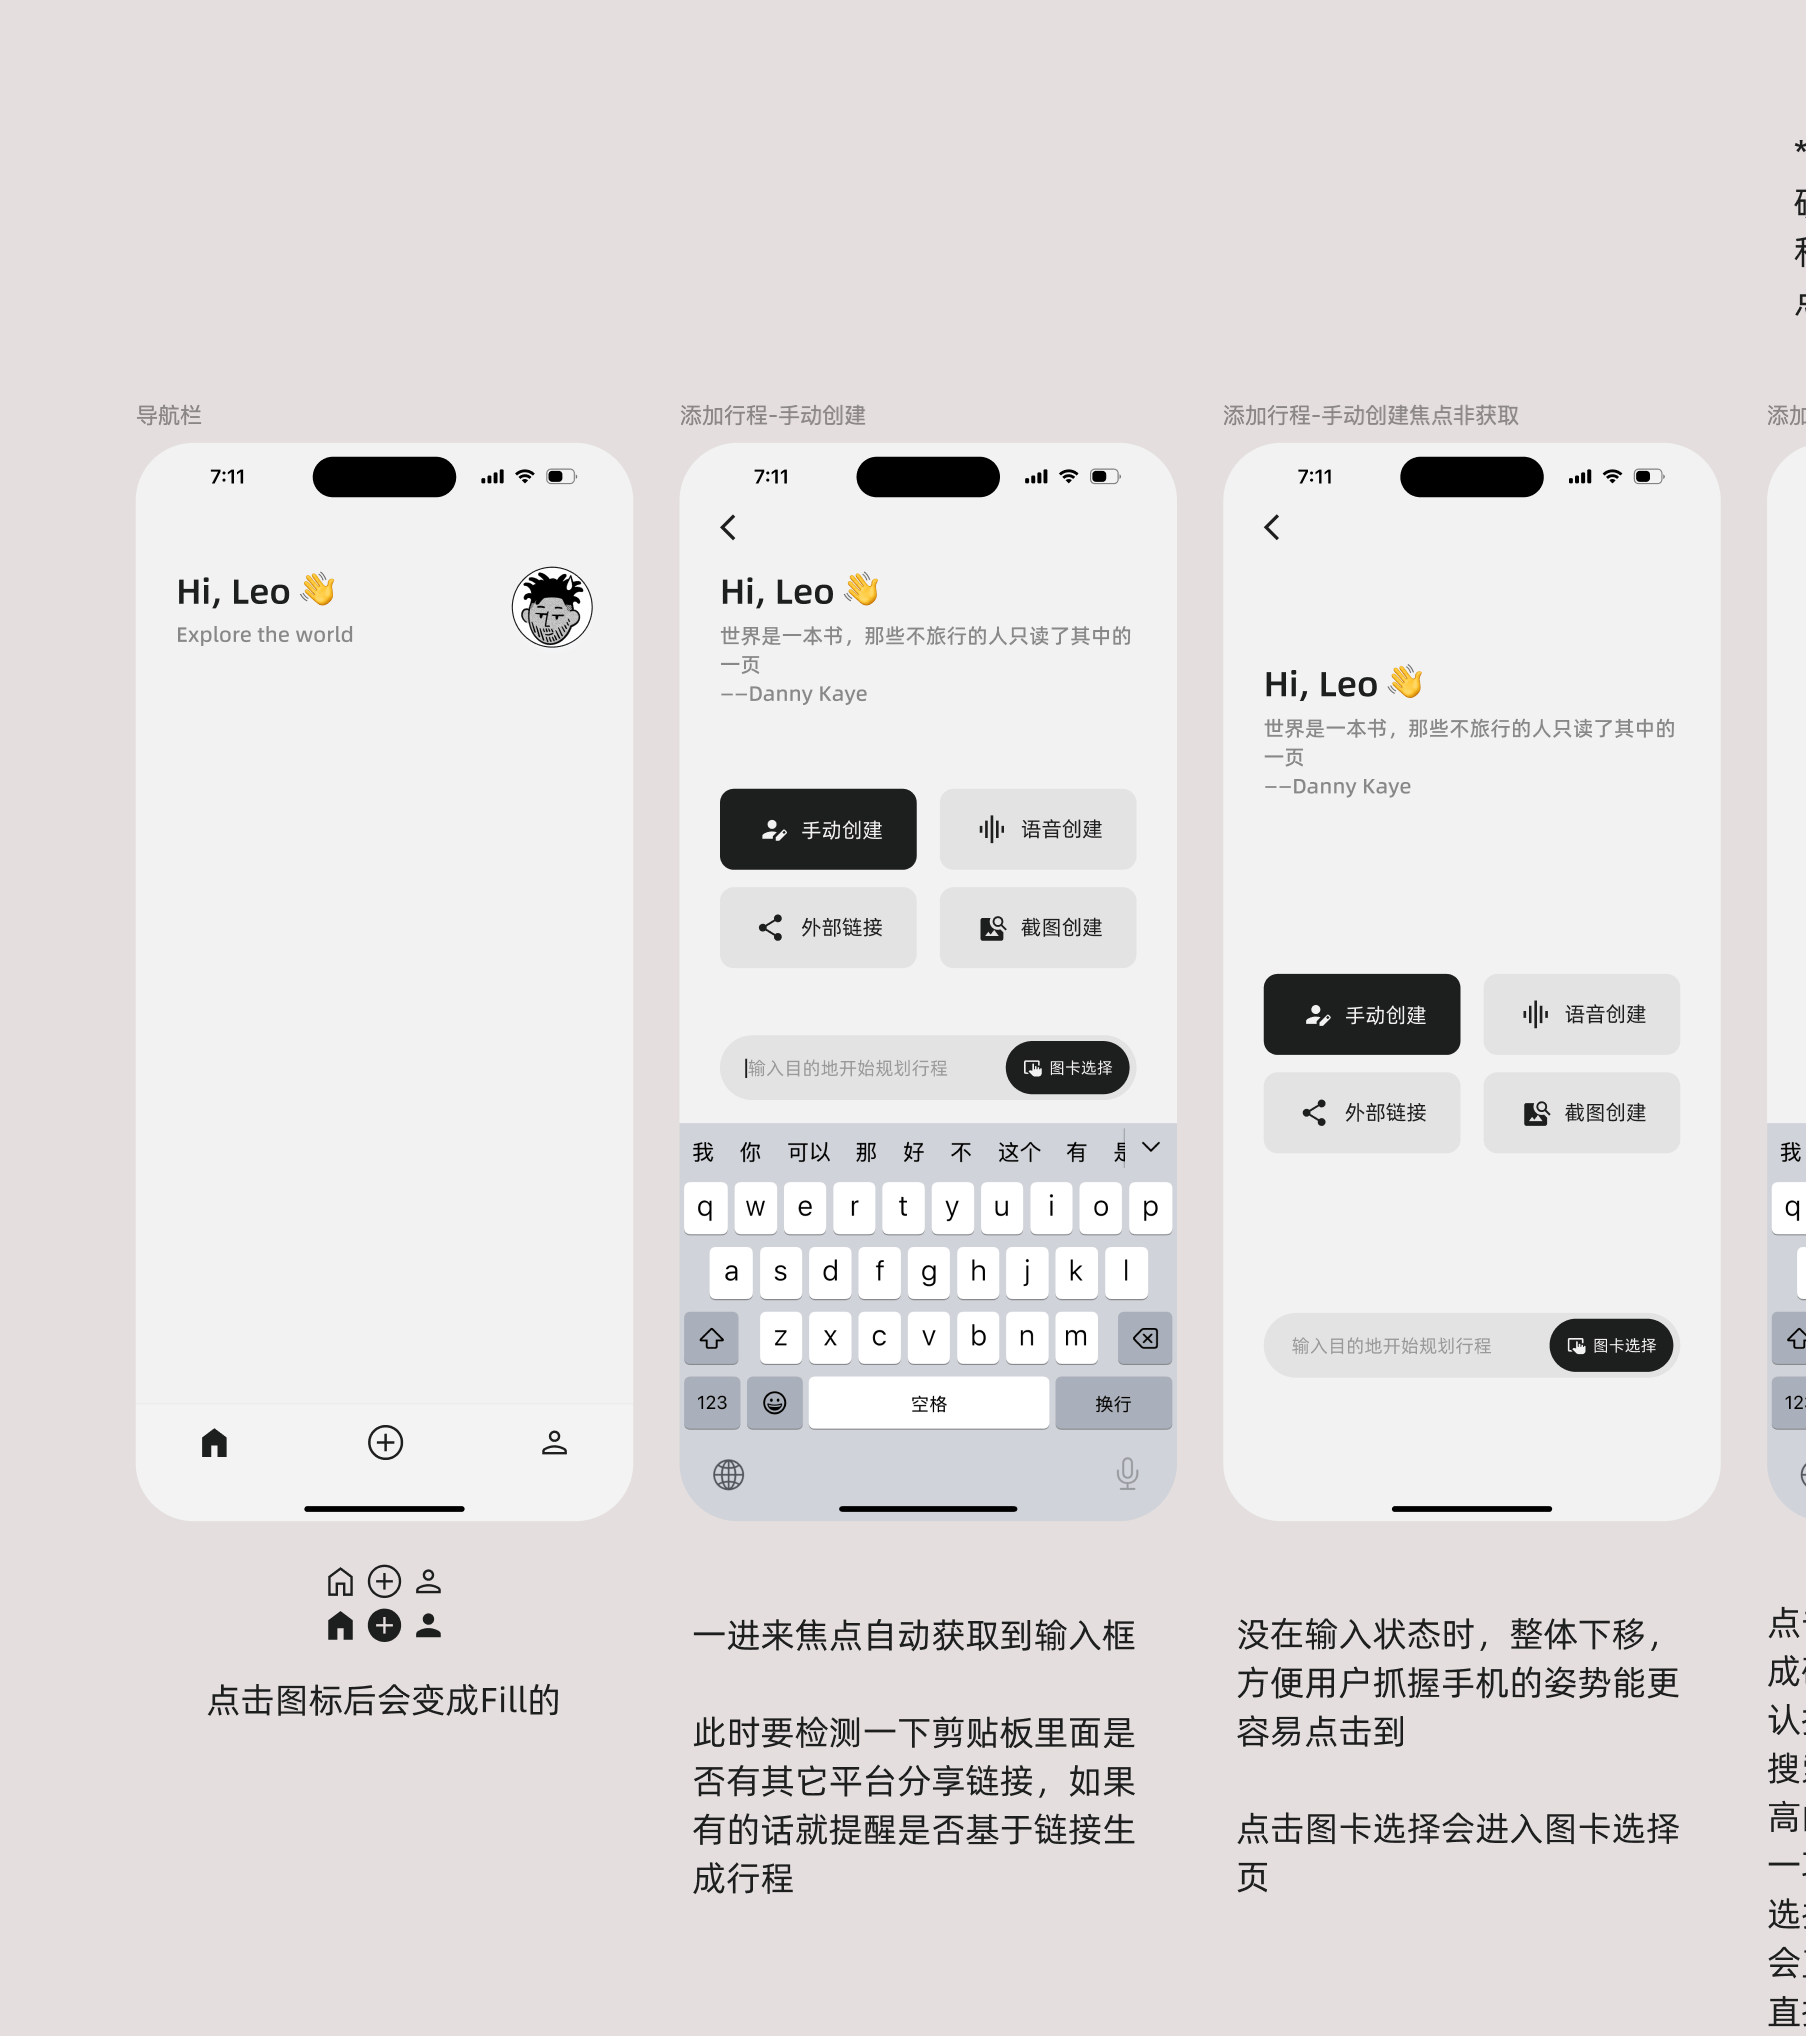 导航栏
7:11
Hi, Leo 👋
Explore the world
点击图标后会变成Fill的
添加行程-手动创建
7:11
Hi, Leo 👋
世界是一本书，那些不旅行的人只读了其中的
一页
——Danny Kaye
手动创建
语音创建
外部链接
截图创建
输入目的地开始规划行程
图卡选择
我 你 可以 那 好 不 这个 有
q w e r t y u i o p
a s d f g h j k l
z x c v b n m
123 空格 换行
一进来焦点自动获取到输入框
此时要检测一下剪贴板里面是
否有其它平台分享链接，如果
有的话就提醒是否基于链接生
成行程
添加行程-手动创建焦点非获取
7:11
Hi, Leo 👋
世界是一本书，那些不旅行的人只读了其中的
一页
——Danny Kaye
手动创建
语音创建
外部链接
截图创建
输入目的地开始规划行程
图卡选择
没在输入状态时，整体下移，
方便用户抓握手机的姿势能更
容易点击到
点击图卡选择会进入图卡选择
页
*
添加
我
q
点
成
认
高
一
选
会
直